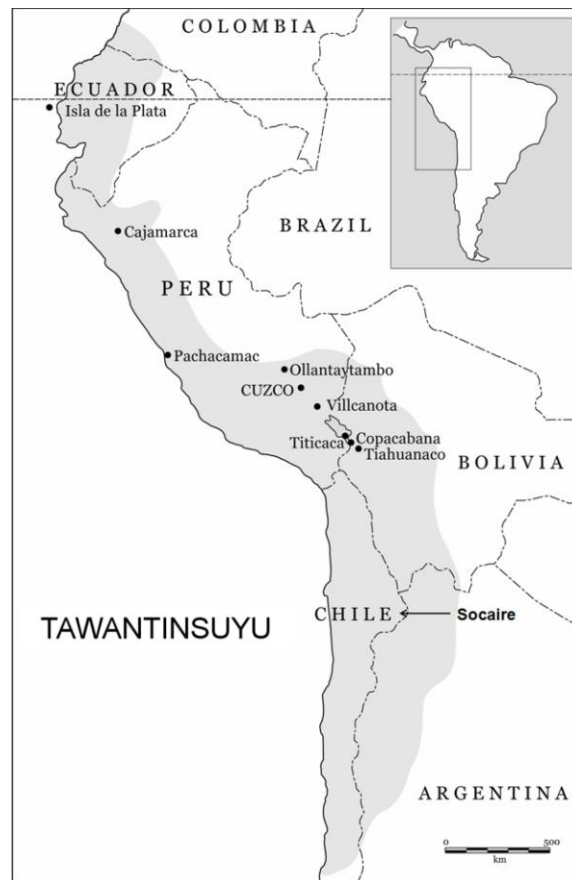 COLOMBIA
ECUADOR
Isla de la Plata
Cajamarca
BRAZIL
PERU
Pachacamac
Ollantaytambo
CUZCO
Villcanota
Titicaca
Copacabana
Tiahuanaco
BOLIVIA
CHILE
Socaire
TAWANTINSUYU
ARGENTINA
0 500
km